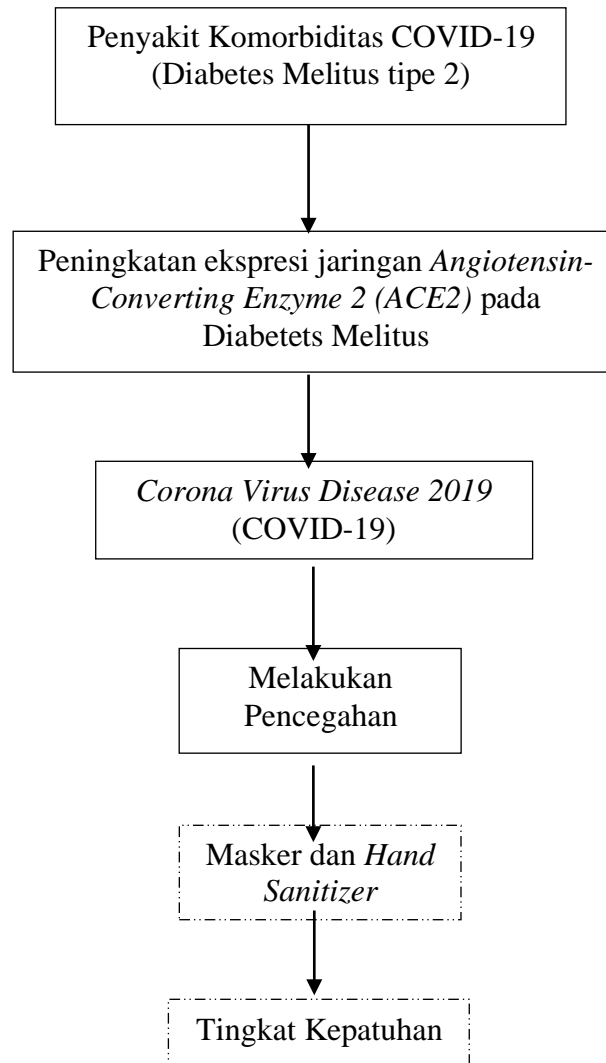 Penyakit Komorbiditas COVID-19
(Diabetes Melitus tipe 2)
Peningkatan ekspresi jaringan Angiotensin-
Converting Enzyme 2 (ACE2) pada
Diabetets Melitus
Corona Virus Disease 2019
(COVID-19)
Melakukan
Pencegahan
Masker dan Hand
Sanitizer
Tingkat Kepatuhan